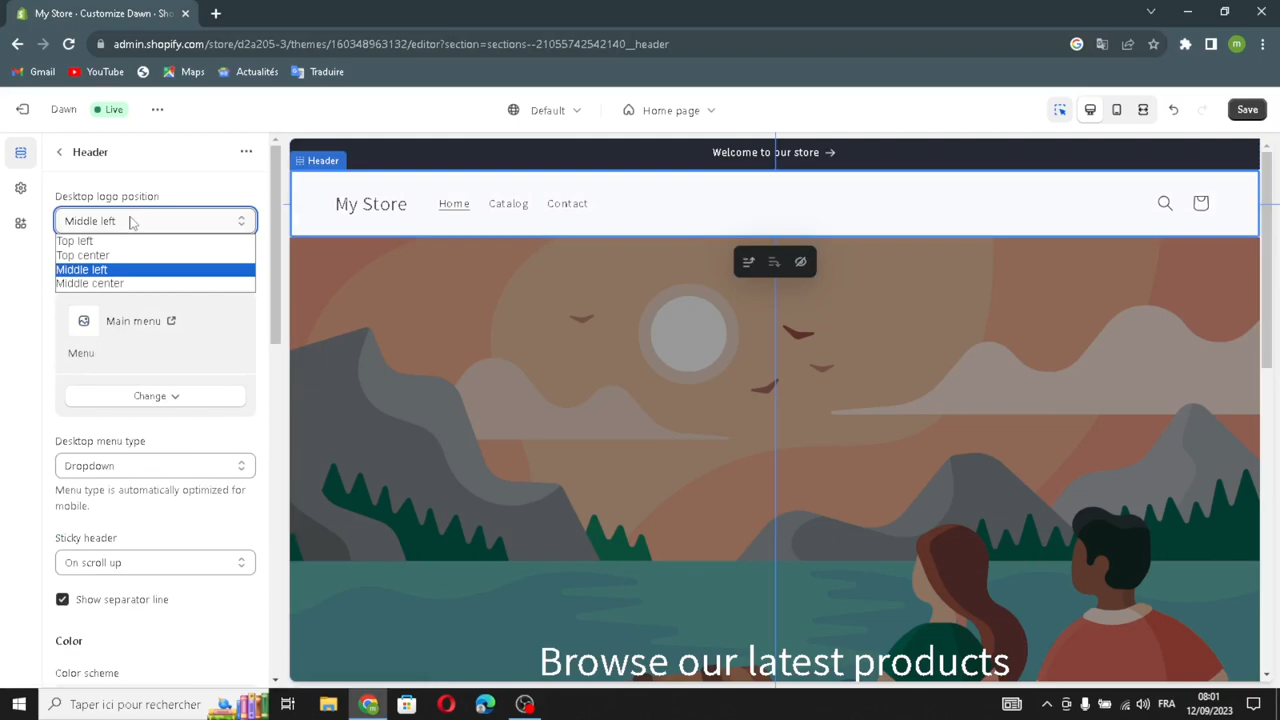 My Store · Customize Dawn · Sho
admin.shopify.com/store/d2a205-3/themes/160348963132/editor?section=sections--21055742542140__header
m
Gmail
YouTube
Maps
Actualités
Traduire
Dawn
Live
Default
Home page
Save
Header
Desktop logo position
Middle left
Top left
Top center
Middle left
Middle center
Main menu
Menu
Change
Desktop menu type
Dropdown
Menu type is automatically optimized for
mobile.
Sticky header
On scroll up
Show separator line
Color
Color scheme
Welcome to our store →
Header
My Store
Home
Catalog
Contact
Browse our latest products
Taper ici pour rechercher
FRA
08:01
12/09/2023